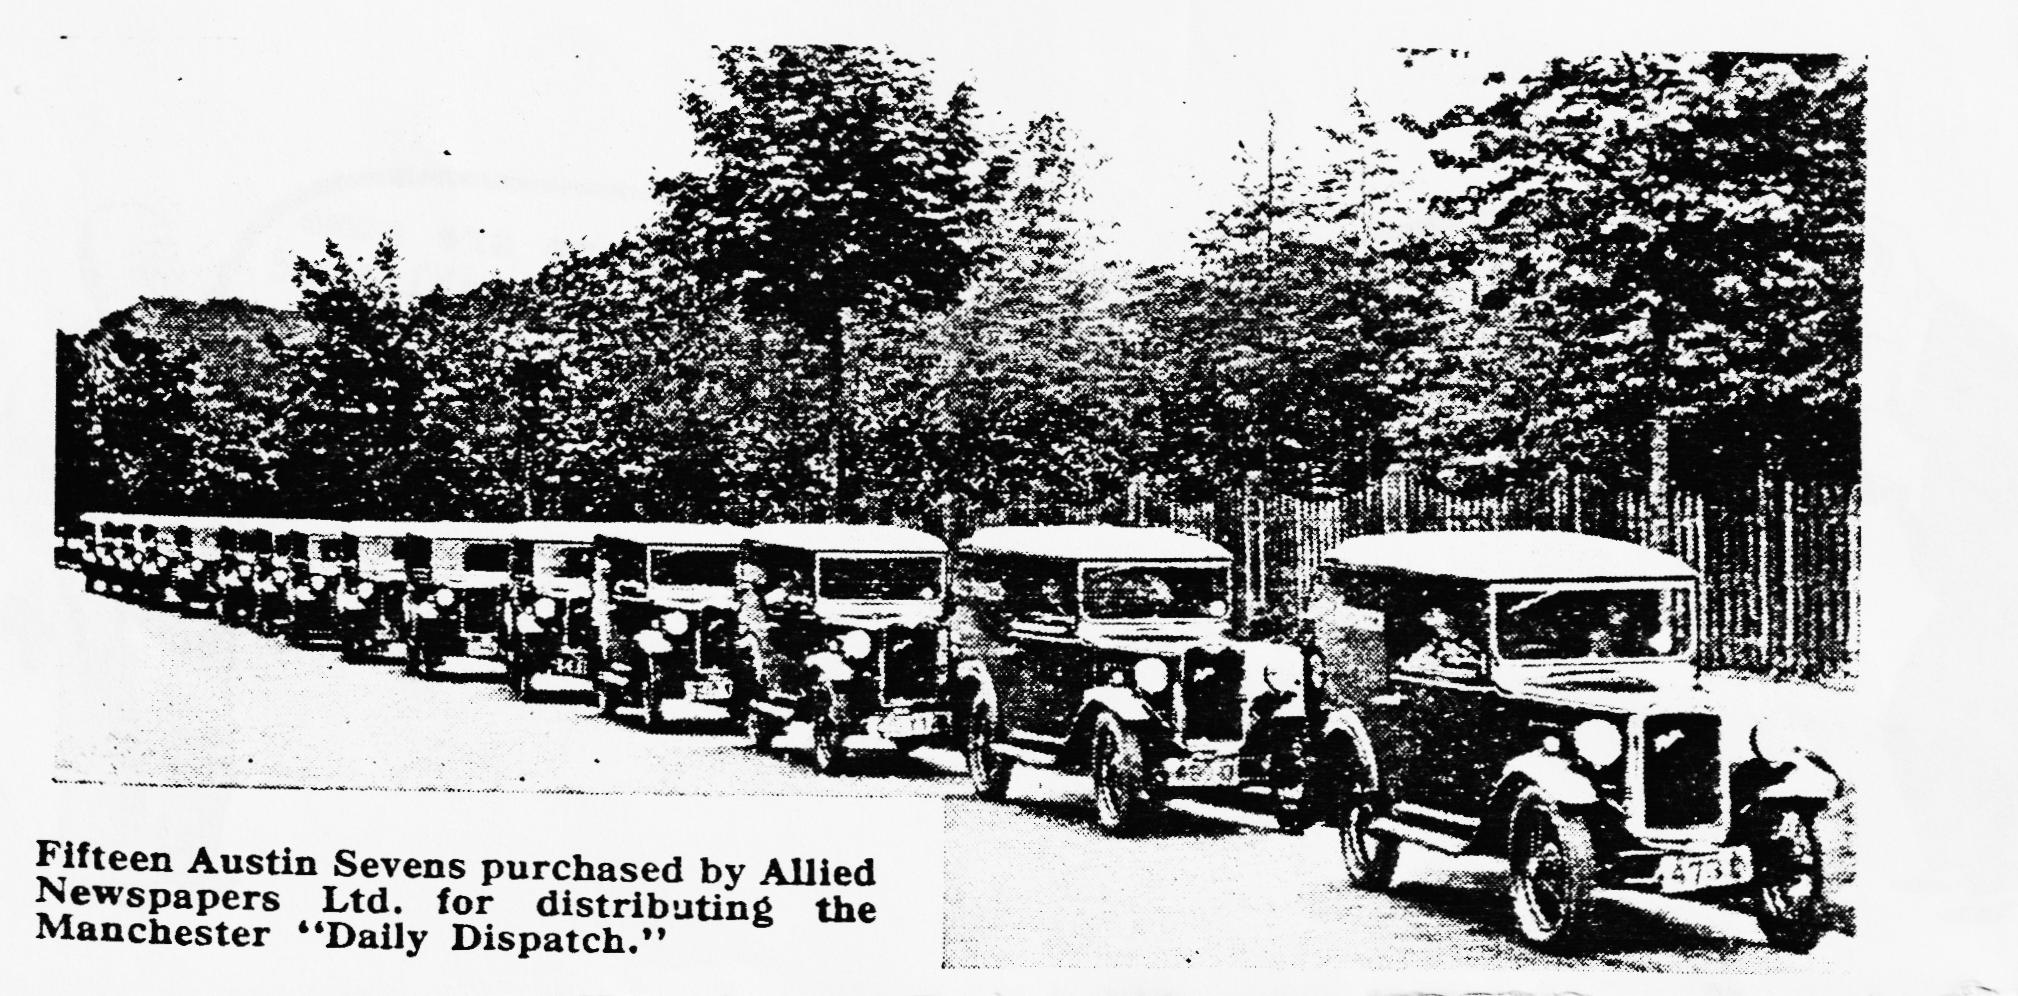 Fifteen Austin Sevens purchased by Allied
Newspapers Ltd. for distributing the
Manchester “Daily Dispatch.”